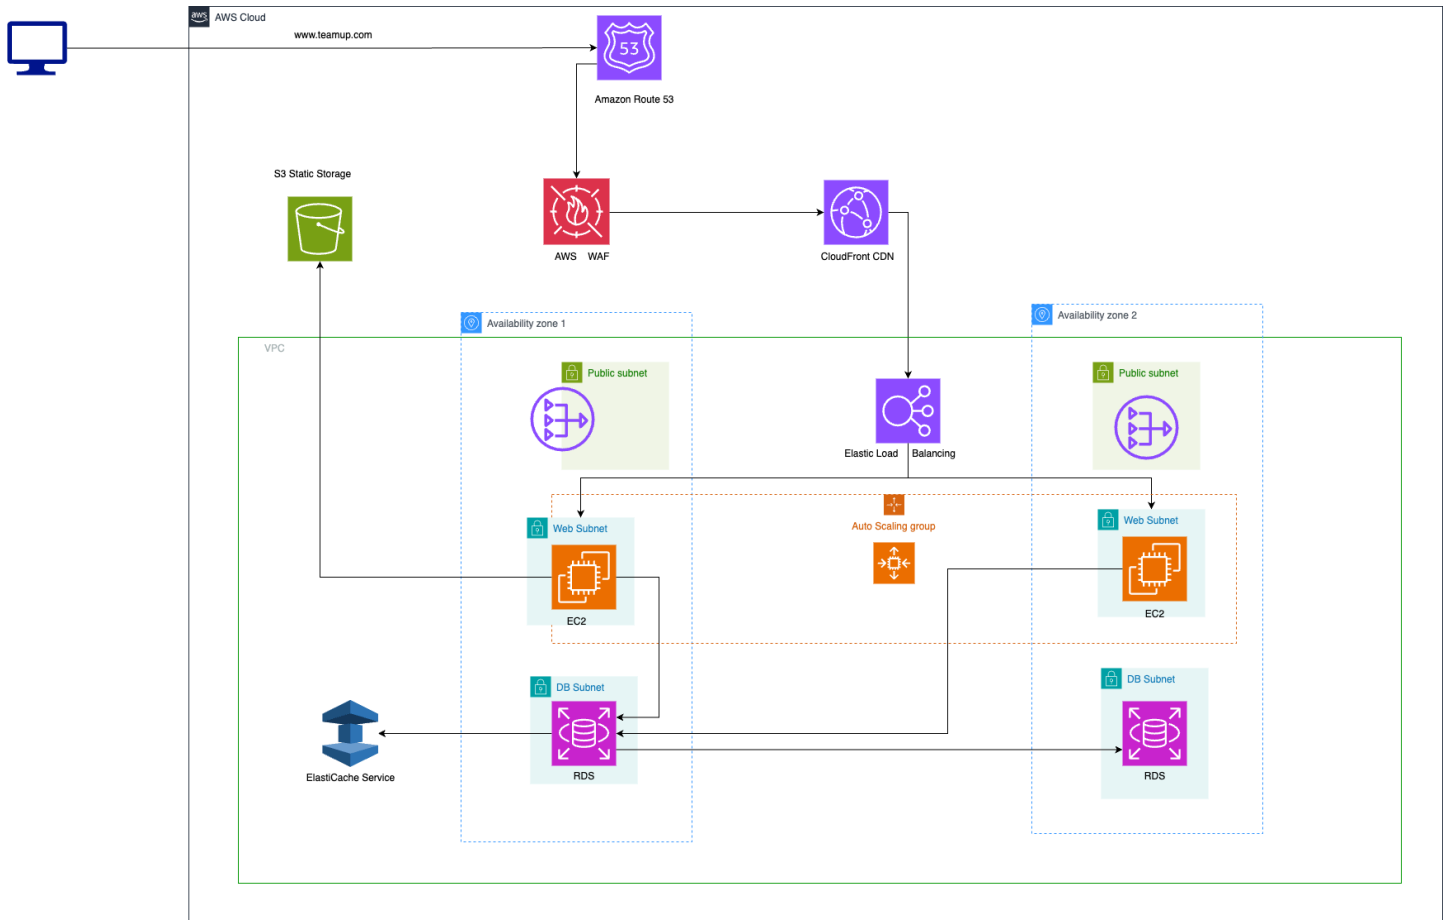 aws
AWS Cloud
www.teamup.com
53
Amazon Route 53
S3 Static Storage
AWS WAF
CloudFront CDN
Availability zone 1
Availability zone 2
VPC
Public subnet
Public subnet
Elastic Load Balancing
Auto Scaling group
Web Subnet
Web Subnet
EC2
EC2
DB Subnet
DB Subnet
ElastiCache Service
RDS
RDS